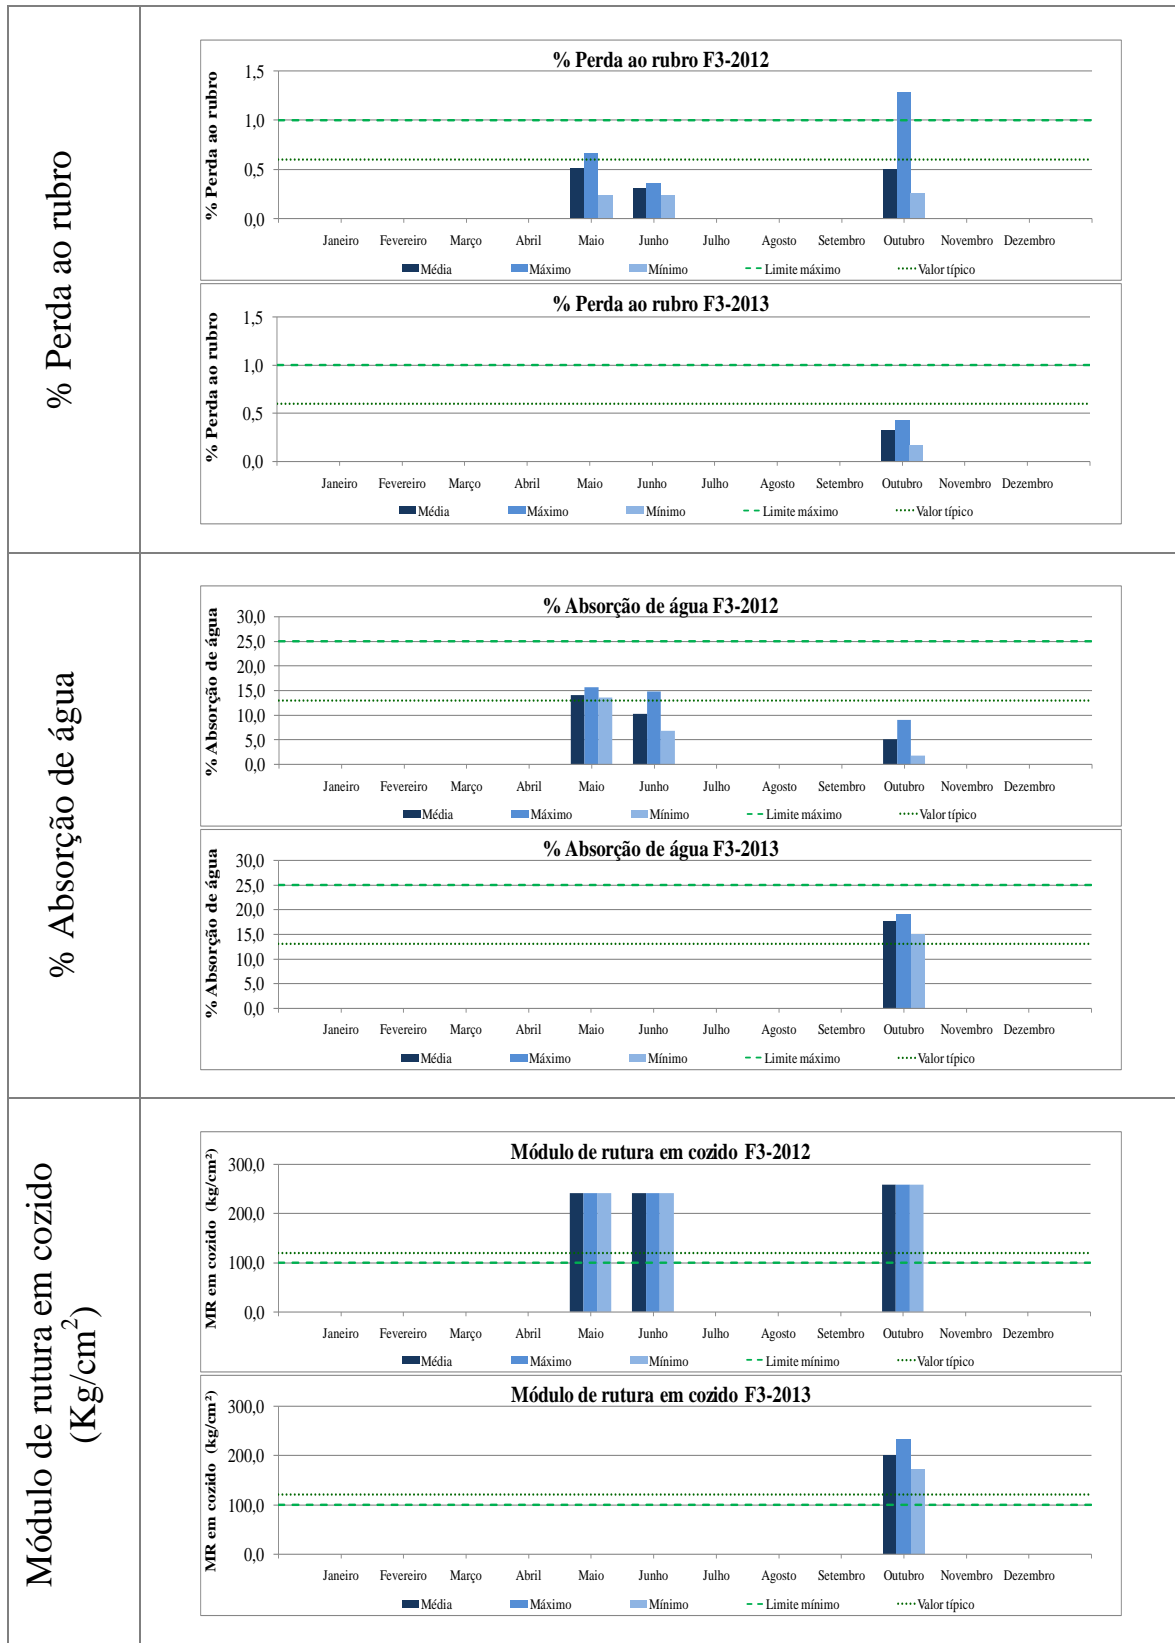 % Perda ao rubro
% Perda ao rubro F3-2012
% Perda ao rubro
1,5
1,0
0,5
0,0
Janeiro Fevereiro Março Abril Maio Junho Julho Agosto Setembro Outubro Novembro Dezembro
Média Máximo Mínimo Limite máximo Valor típico
% Perda ao rubro F3-2013
% Perda ao rubro
1,5
1,0
0,5
0,0
Janeiro Fevereiro Março Abril Maio Junho Julho Agosto Setembro Outubro Novembro Dezembro
Média Máximo Mínimo Limite máximo Valor típico
% Absorção de água
% Absorção de água F3-2012
% Absorção de água
30,0
25,0
20,0
15,0
10,0
5,0
0,0
Janeiro Fevereiro Março Abril Maio Junho Julho Agosto Setembro Outubro Novembro Dezembro
Média Máximo Mínimo Limite máximo Valor típico
% Absorção de água F3-2013
% Absorção de água
30,0
25,0
20,0
15,0
10,0
5,0
0,0
Janeiro Fevereiro Março Abril Maio Junho Julho Agosto Setembro Outubro Novembro Dezembro
Média Máximo Mínimo Limite máximo Valor típico
Módulo de rutura em cozido
(Kg/cm²)
Módulo de rutura em cozido F3-2012
MR em cozido (kg/cm²)
300,0
200,0
100,0
0,0
Janeiro Fevereiro Março Abril Maio Junho Julho Agosto Setembro Outubro Novembro Dezembro
Média Máximo Mínimo Limite mínimo Valor típico
Módulo de rutura em cozido F3-2013
MR em cozido (kg/cm²)
300,0
200,0
100,0
0,0
Janeiro Fevereiro Março Abril Maio Junho Julho Agosto Setembro Outubro Novembro Dezembro
Média Máximo Mínimo Limite mínimo Valor típico